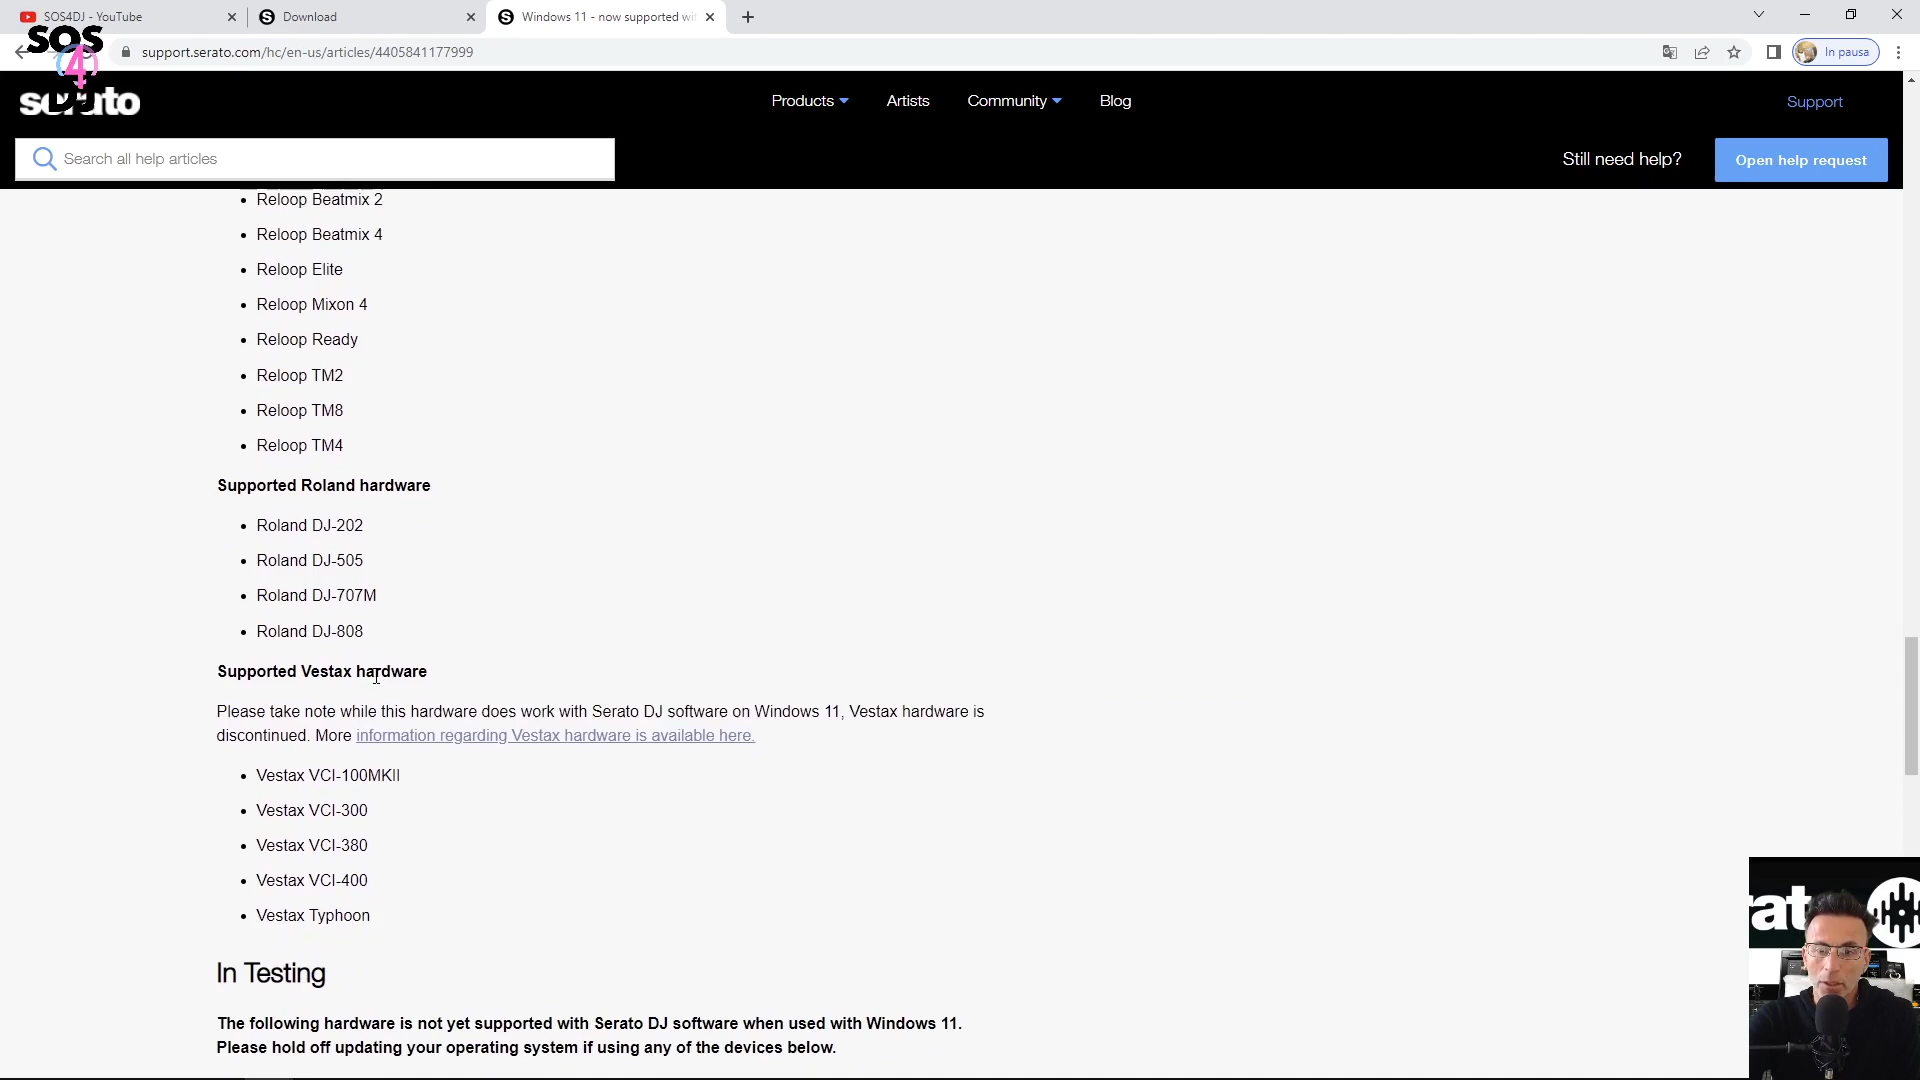 SOS4DJ - YouTube
Download
Windows 11 - now supported wi
SOS
4
DJ
support.serato.com/hc/en-us/articles/4405841177999
In pausa
serato
Products
Artists
Community
Blog
Support
Search all help articles
Still need help?
Open help request
• Reloop Beatmix 2
• Reloop Beatmix 4
• Reloop Elite
• Reloop Mixon 4
• Reloop Ready
• Reloop TM2
• Reloop TM8
• Reloop TM4
Supported Roland hardware
• Roland DJ-202
• Roland DJ-505
• Roland DJ-707M
• Roland DJ-808
Supported Vestax hardware
Please take note while this hardware does work with Serato DJ software on Windows 11, Vestax hardware is
discontinued. More information regarding Vestax hardware is available here.
• Vestax VCI-100MKII
• Vestax VCI-300
• Vestax VCI-380
• Vestax VCI-400
• Vestax Typhoon
In Testing
The following hardware is not yet supported with Serato DJ software when used with Windows 11.
Please hold off updating your operating system if using any of the devices below.